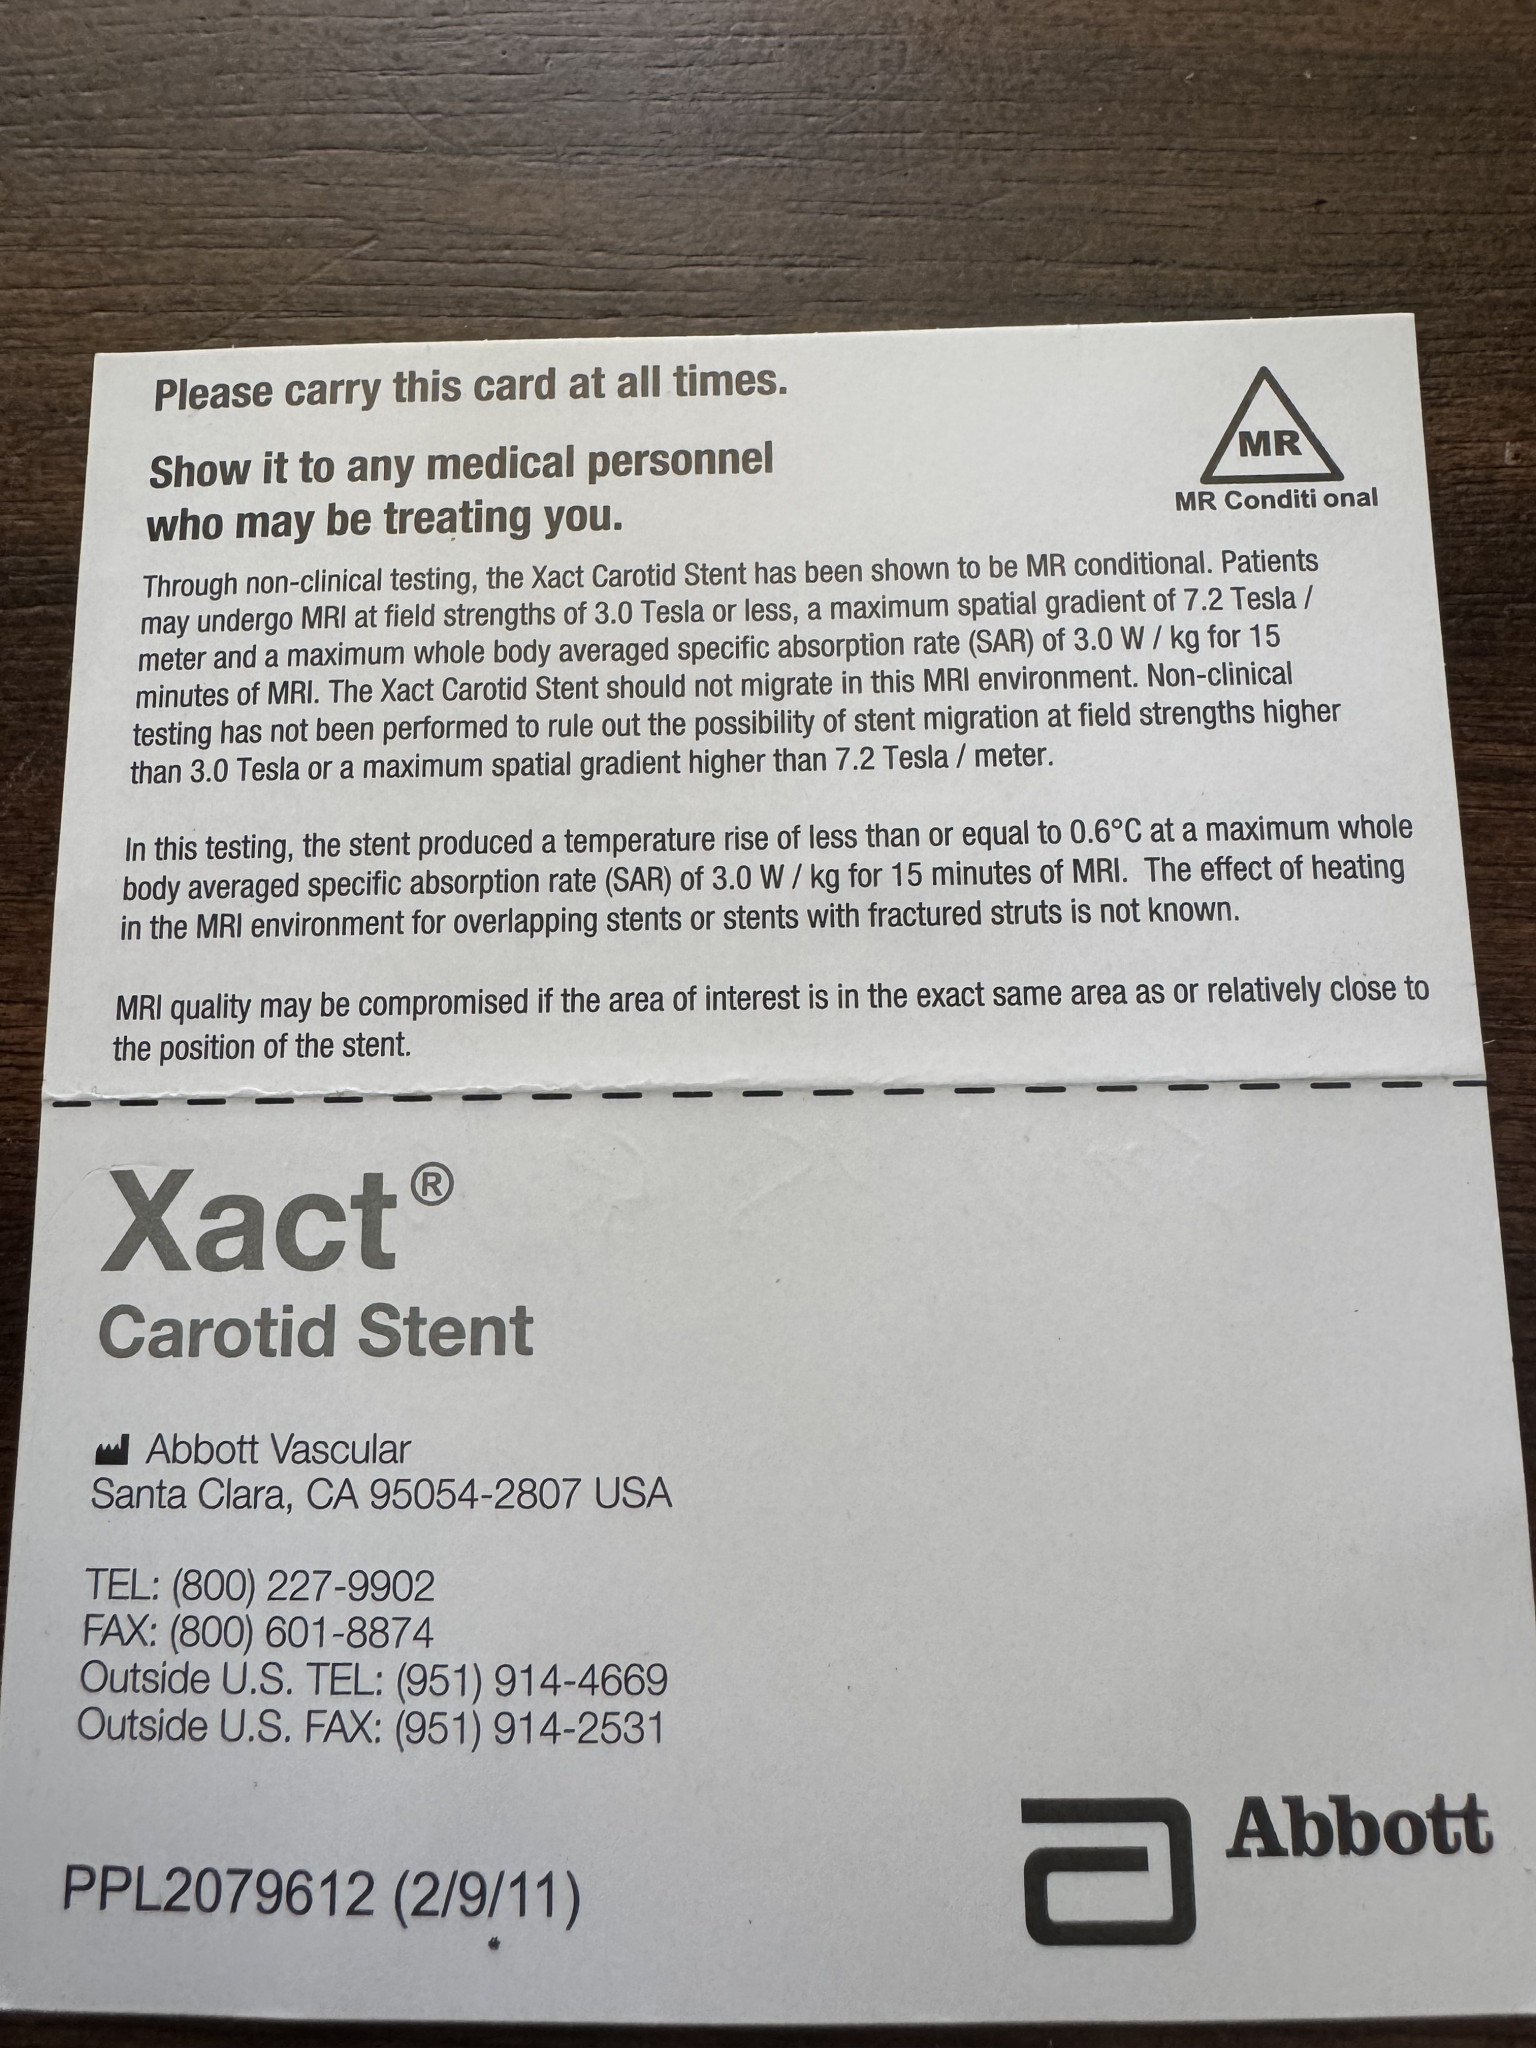 Please carry this card at all times.
MR
MR Conditi onal
Show it to any medical personnel
who may be treating you.
Through non-clinical testing, the Xact Carotid Stent has been shown to be MR conditional. Patients
may undergo MRI at field strengths of 3.0 Tesla or less, a maximum spatial gradient of 7.2 Tesla /
meter and a maximum whole body averaged specific absorption rate (SAR) of 3.0 W / kg for 15
minutes of MRI. The Xact Carotid Stent should not migrate in this MRI environment. Non-clinical
testing has not been performed to rule out the possibility of stent migration at field strengths higher
than 3.0 Tesla or a maximum spatial gradient higher than 7.2 Tesla / meter.
In this testing, the stent produced a temperature rise of less than or equal to 0.6°C at a maximum whole
body averaged specific absorption rate (SAR) of 3.0 W / kg for 15 minutes of MRI. The effect of heating
in the MRI environment for overlapping stents or stents with fractured struts is not known.
MRI quality may be compromised if the area of interest is in the exact same area as or relatively close to
the position of the stent.
Xact®
Carotid Stent
Abbott Vascular
Santa Clara, CA 95054-2807 USA
TEL: (800) 227-9902
FAX: (800) 601-8874
Outside U.S. TEL: (951) 914-4669
Outside U.S. FAX: (951) 914-2531
Abbott
PPL2079612 (2/9/11)